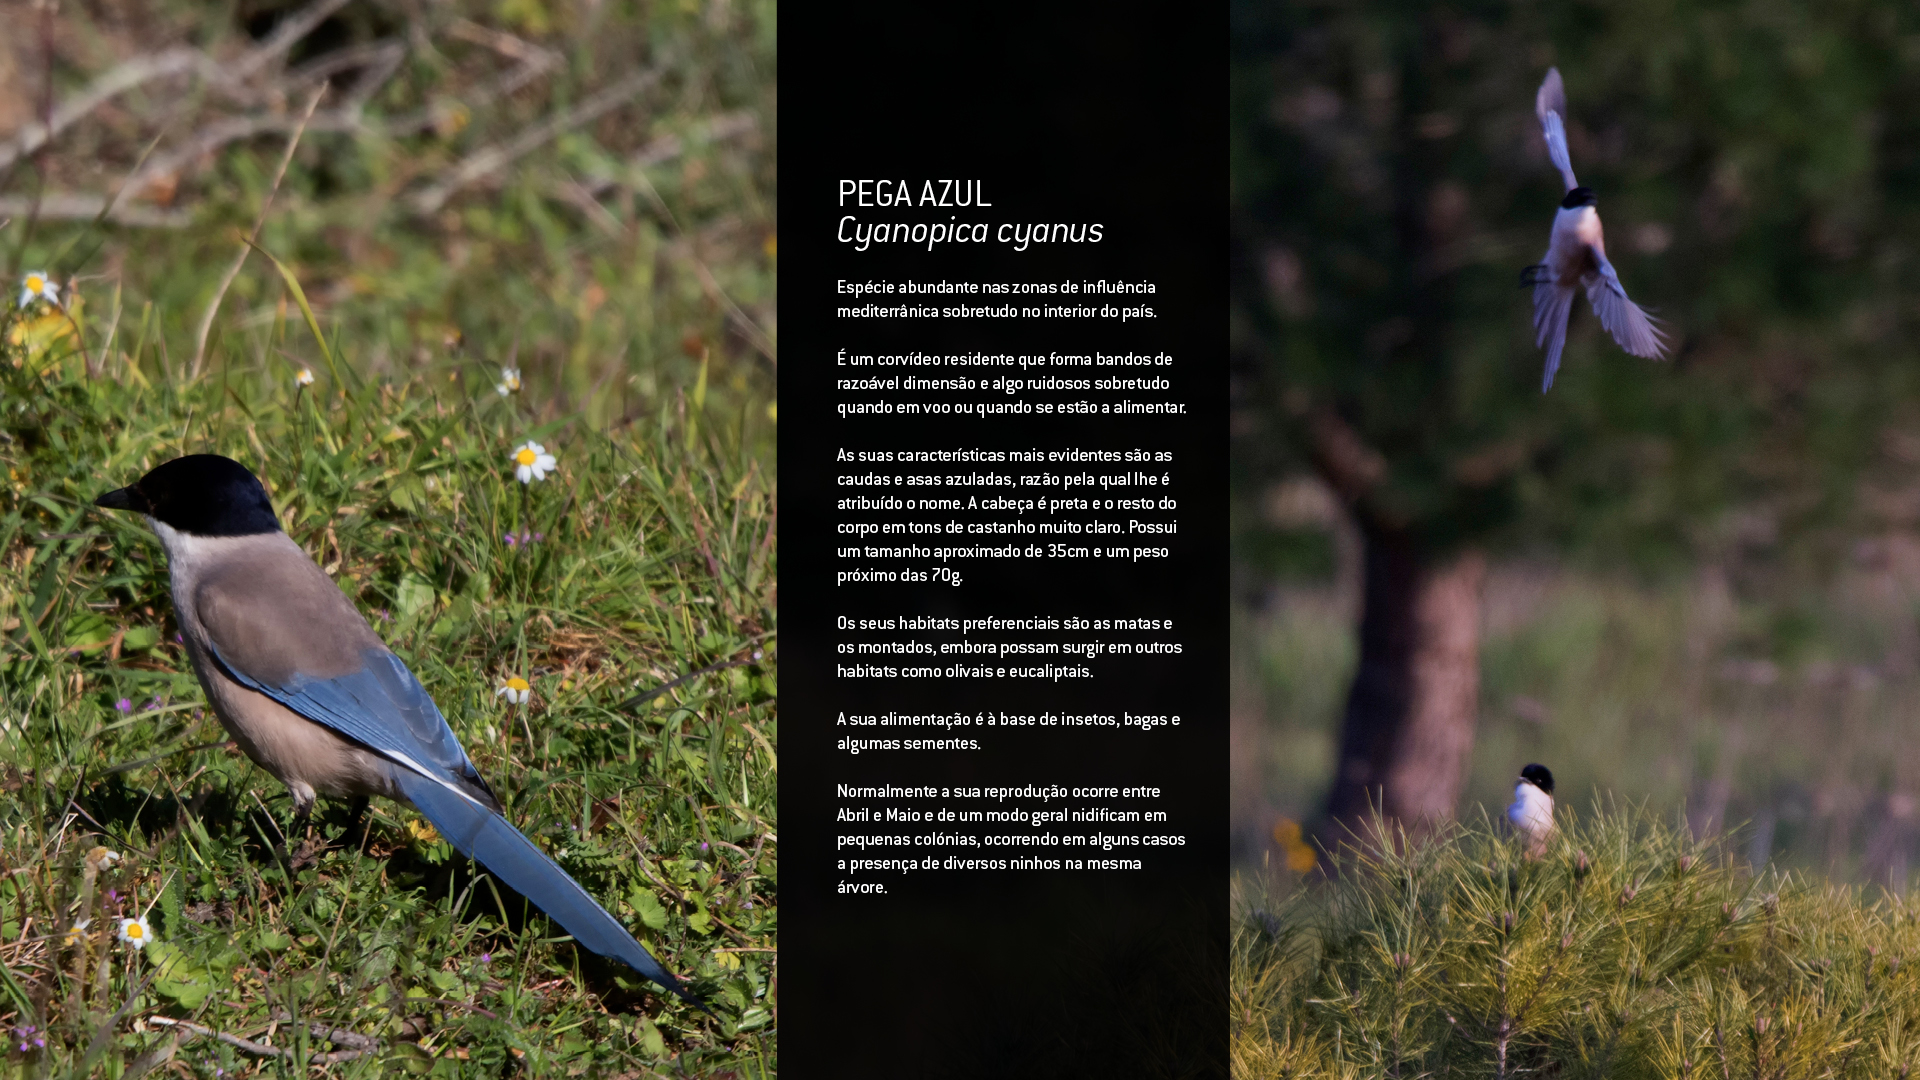 PEGA AZUL
Cyanopica cyanus
Espécie abundante nas zonas de influência
mediterrânica sobretudo no interior do país.
É um corvídeo residente que forma bandos de
razoável dimensão e algo ruidosos sobretudo
quando em voo ou quando se estão a alimentar.
As suas características mais evidentes são as
caudas e asas azuladas, razão pela qual lhe é
atribuído o nome. A cabeça é preta e o resto do
corpo em tons de castanho muito claro. Possui
um tamanho aproximado de 35cm e um peso
próximo das 70g.
Os seus habitats preferenciais são as matas e
os montados, embora possam surgir em outros
habitats como olivais e eucaliptais.
A sua alimentação é à base de insetos, bagas e
algumas sementes.
Normalmente a sua reprodução ocorre entre
Abril e Maio e de um modo geral nidificam em
pequenas colónias, ocorrendo em alguns casos
a presença de diversos ninhos na mesma
árvore.